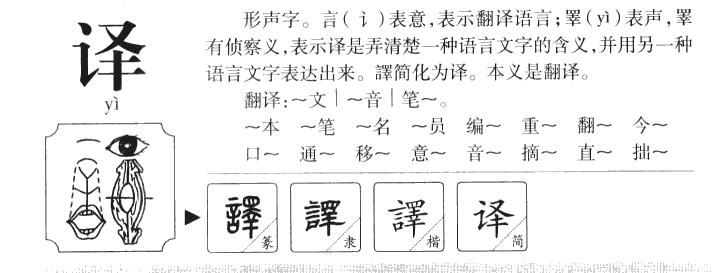 译
yì
形声字。言(讠)表意,表示翻译语言;睪(yì)表声,睪
有侦察义,表示译是弄清楚一种语言文字的含义,并用另一种
语言文字表达出来。譯简化为译。本义是翻译。
翻译:~文|~音|笔~。
~本 ~笔 ~名 ~员 编~ 重~ 翻~ 今~
口~ 通~ 移~ 意~ 音~ 摘~ 直~ 拙~
譯 篆 譯 隶 譯 楷 译 简